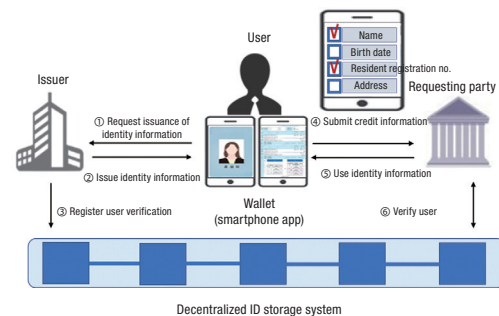 Name
Birth date
Resident registration no.
Address
User
Issuer
Requesting party
① Request issuance of
identity information
④ Submit credit information
② Issue identity information
⑤ Use identity information
Wallet
(smartphone app)
③ Register user verification
⑥ Verify user
Decentralized ID storage system